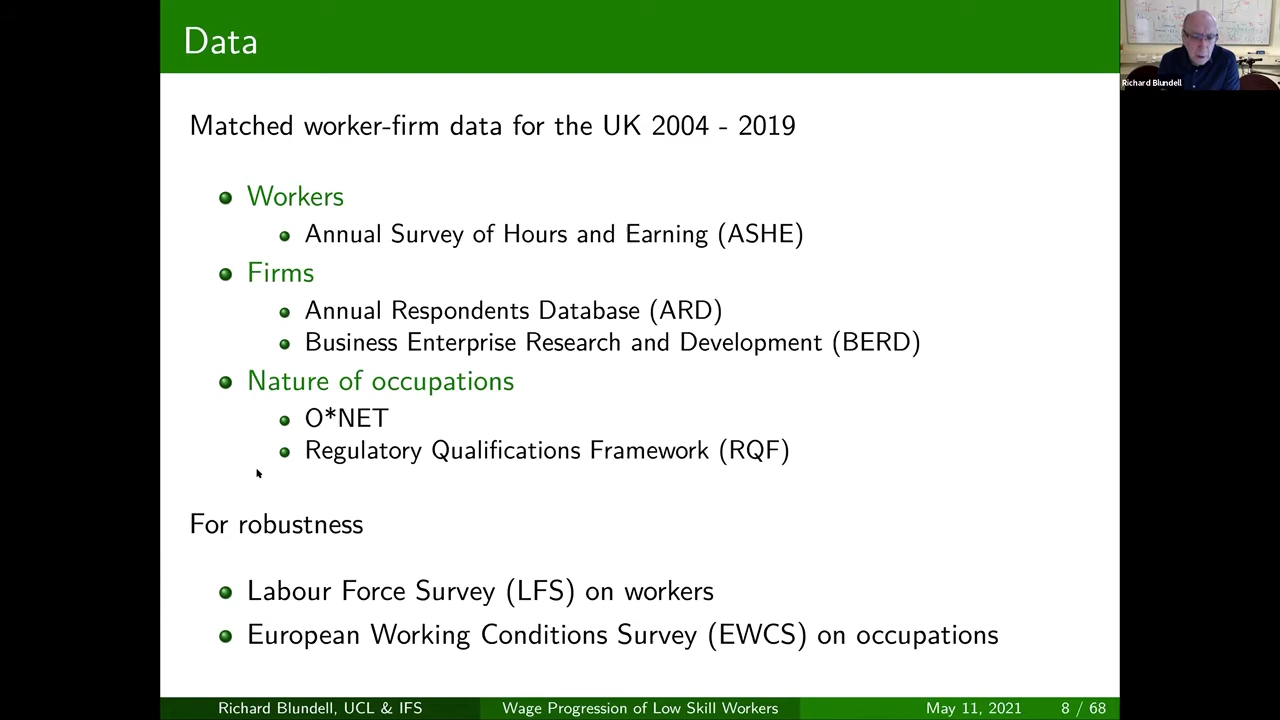 Data
Richard Blundell
Matched worker-firm data for the UK 2004 - 2019
Workers
Annual Survey of Hours and Earning (ASHE)
Firms
Annual Respondents Database (ARD)
Business Enterprise Research and Development (BERD)
Nature of occupations
O*NET
Regulatory Qualifications Framework (RQF)
For robustness
Labour Force Survey (LFS) on workers
European Working Conditions Survey (EWCS) on occupations
Richard Blundell, UCL & IFS Wage Progression of Low Skill Workers May 11, 2021 8 / 68